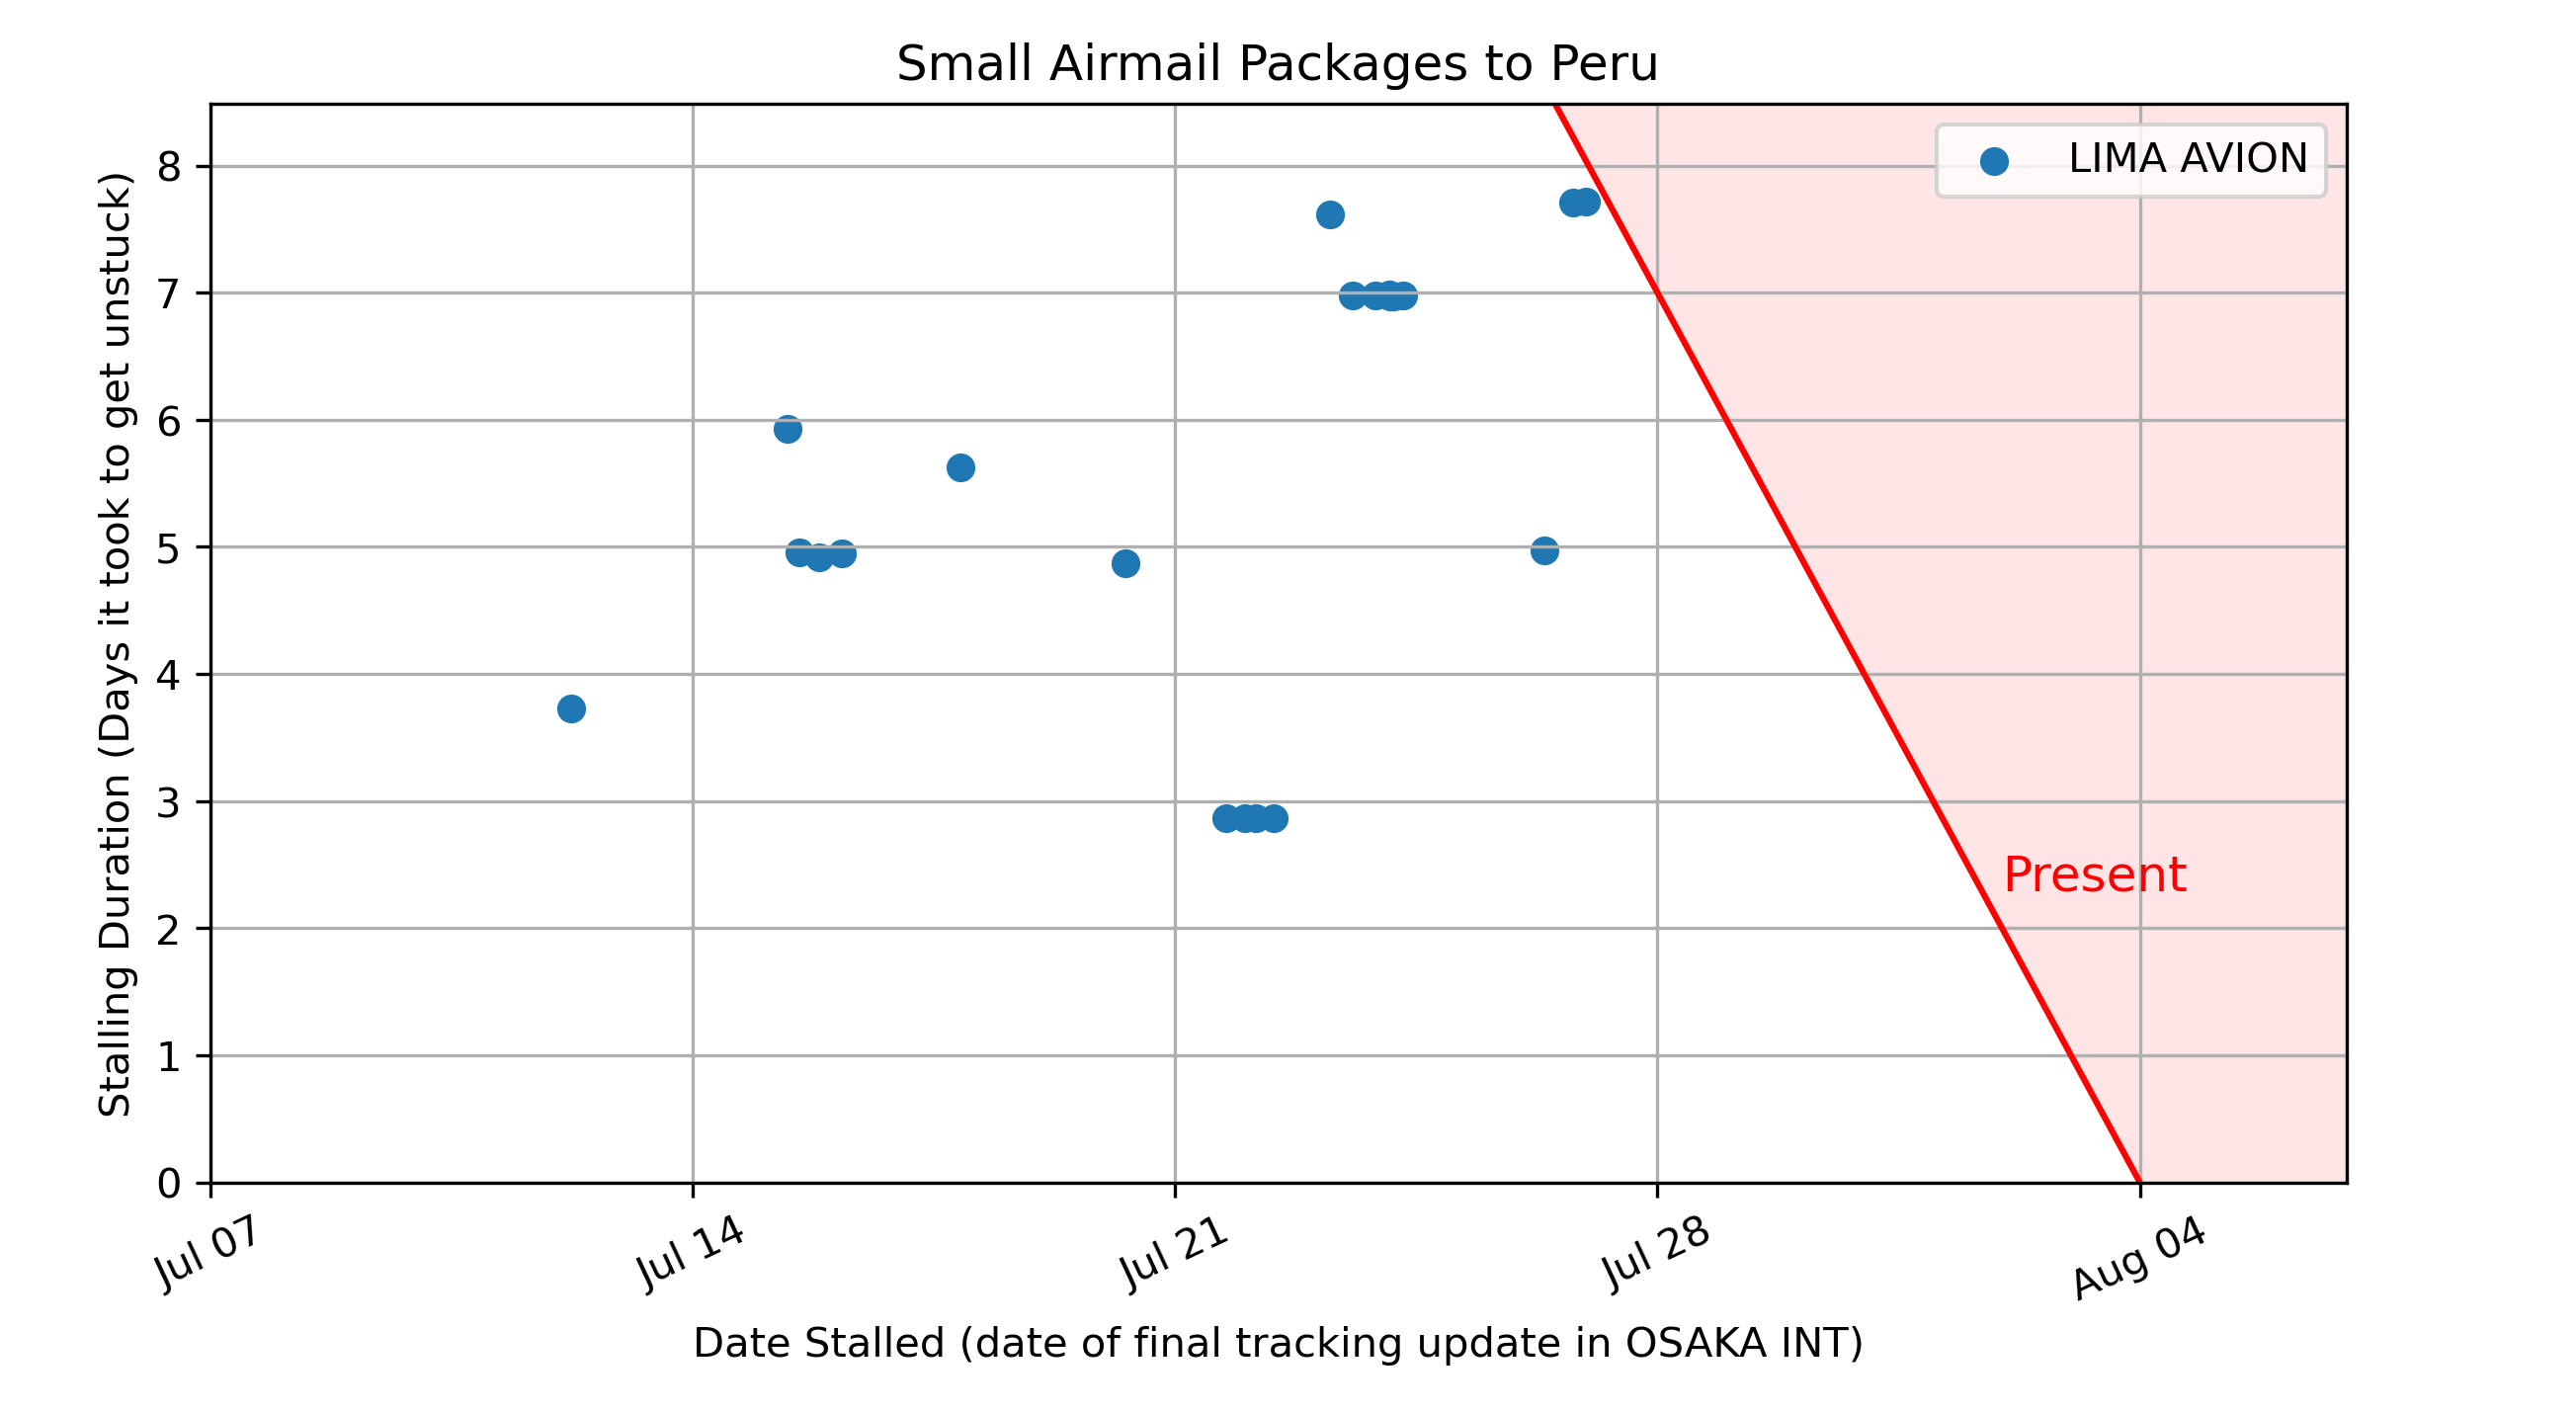 Small Airmail Packages to Peru
LIMA AVION
Stalling Duration (Days it took to get unstuck)
8
7
6
5
4
3
2
1
0
Present
Jul 07
Jul 14
Jul 21
Jul 28
Aug 04
Date Stalled (date of final tracking update in OSAKA INT)